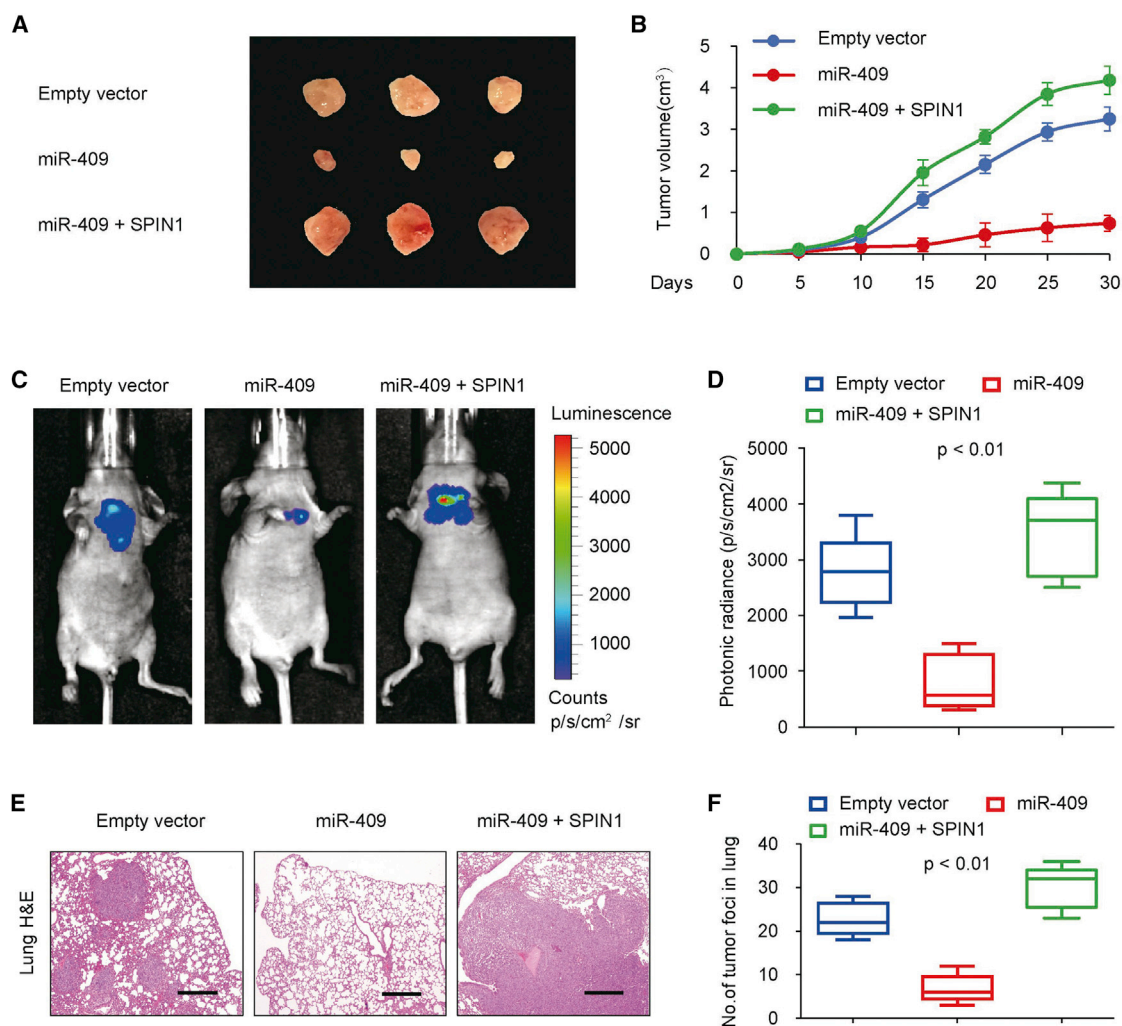 A
Empty vector
miR-409
miR-409 + SPIN1
B
Empty vector
miR-409
miR-409 + SPIN1
Tumor volume(cm³)
5
4
3
2
1
0
Days 0 5 10 15 20 25 30
C
Empty vector miR-409 miR-409 + SPIN1
Luminescence
5000
4000
3000
2000
1000
Counts
p/s/cm² /sr
D
Empty vector miR-409
miR-409 + SPIN1
p < 0.01
Photonic radiance (p/s/cm2/sr)
5000
4000
3000
2000
1000
0
E
Empty vector miR-409 miR-409 + SPIN1
Lung H&E
F
Empty vector miR-409
miR-409 + SPIN1
p < 0.01
No.of tumor foci in lung
40
30
20
10
0